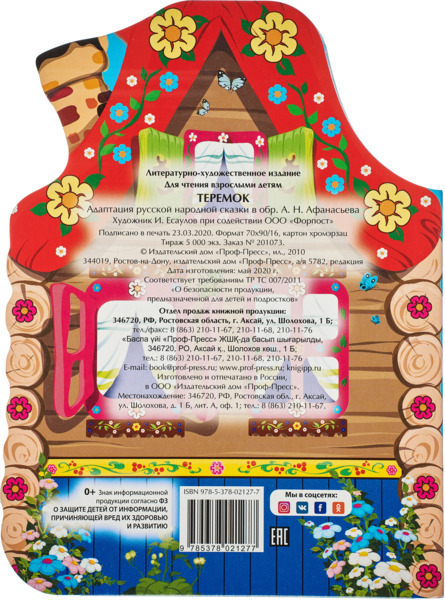 Литературно-художественное издание
Для чтения взрослыми детям
ТЕРЕМОК
Адаптация русской народной сказки в обр. А. Н. Афанасьева
Художник И. Есаулов при содействии ООО «Форпост»
Подписано в печать 23.03.2020. Формат 70х90/16, картон хромэрзац
Тираж 5 000 экз. Заказ № 201073.
© Издательский дом «Проф-Пресс», ил., 2010
344019, Ростов-на-Дону, издательский дом «Проф-Пресс», а/я 5782, редакция
Дата изготовления: май 2020 г.
Соответствует требованиям ТР ТС 007/2011
«О безопасности продукции,
предназначенной для детей и подростков»
Отдел продаж книжной продукции:
346720, РФ, Ростовская область, г. Аксай, ул. Шолохова, 1 Б;
тел./факс: 8 (863) 210-11-67, 210-11-68, 210-11-76
«Баспа үйі «Проф-Пресс» ЖШҚ-да басып шығарылды,
346720, РО, Аксай қ., Шолохов көш., 1 Б,
тел.: 8 (863) 210-11-67, 210-11-68, 210-11-76
E-mail: book@prof-press.ru, www.prof-press.ru, knigipp.ru
Изготовлено и отпечатано в России,
в ООО «Издательский дом «Проф-Пресс».
Местонахождение: 346720, РФ, Ростовская обл., г. Аксай,
ул. Шолохова, д. 1 Б, лит. А, оф. 1; тел.: 8 (863) 210-11-67.
0+ Знак информационной
продукции согласно ФЗ
О ЗАЩИТЕ ДЕТЕЙ ОТ ИНФОРМАЦИИ,
ПРИЧИНЯЮЩЕЙ ВРЕД ИХ ЗДОРОВЬЮ
И РАЗВИТИЮ
ISBN 978-5-378-02127-7
9 785378 021277
Мы в соцсетях:
EAC